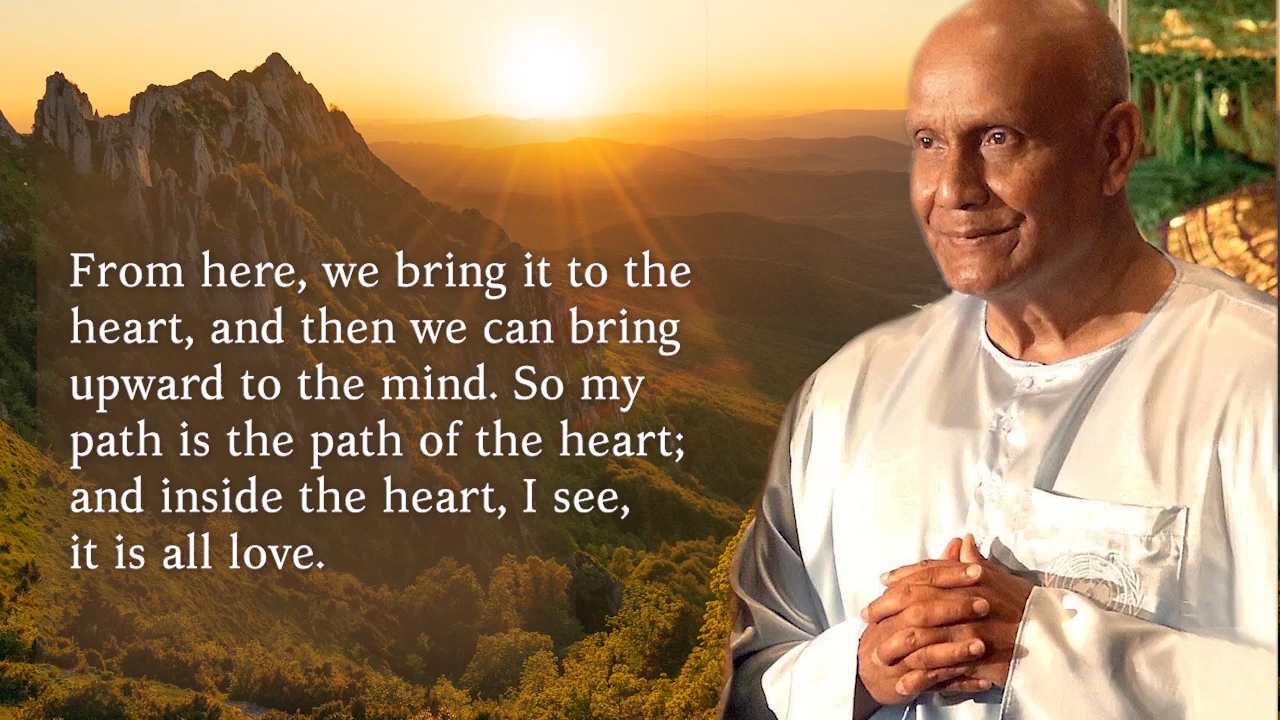 From here, we bring it to the
heart, and then we can bring
upward to the mind. So my
path is the path of the heart;
and inside the heart, I see,
it is all love.